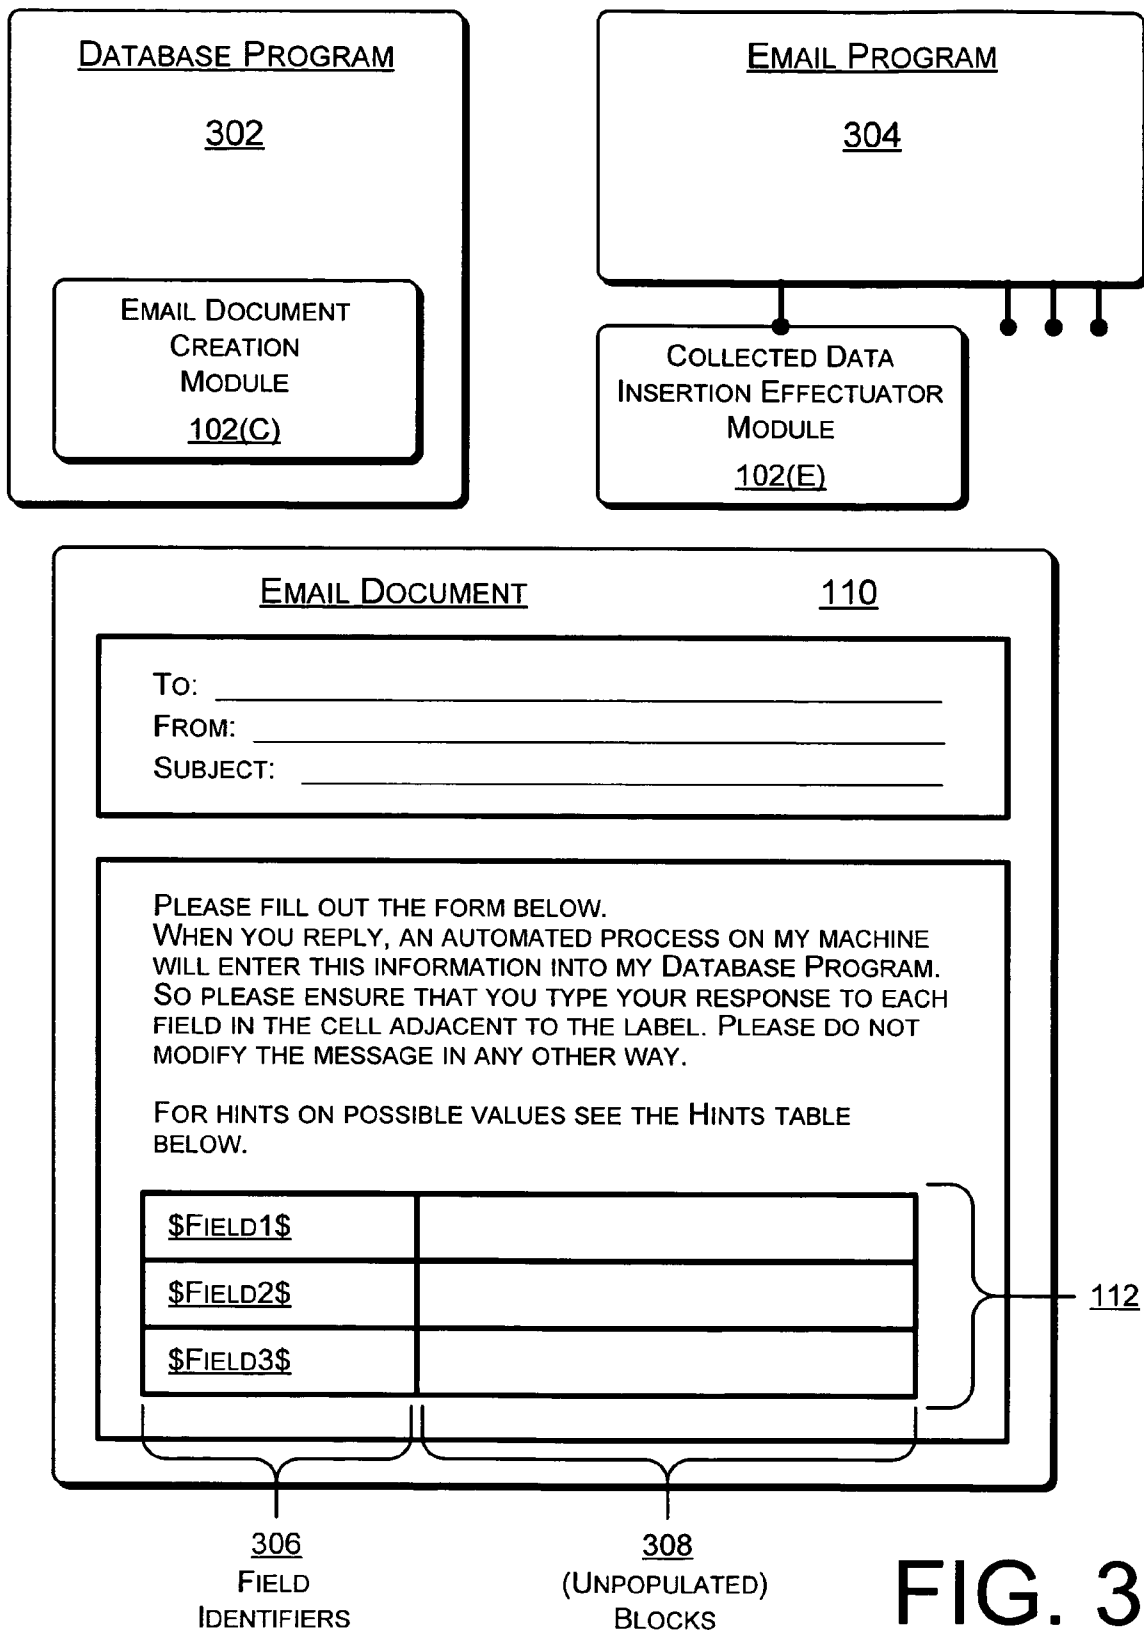 DATABASE PROGRAM
302
EMAIL DOCUMENT
CREATION
MODULE
102(C)
EMAIL PROGRAM
304
COLLECTED DATA
INSERTION EFFECTUATOR
MODULE
102(E)
EMAIL DOCUMENT 110
TO:
FROM:
SUBJECT:
PLEASE FILL OUT THE FORM BELOW.
WHEN YOU REPLY, AN AUTOMATED PROCESS ON MY MACHINE
WILL ENTER THIS INFORMATION INTO MY DATABASE PROGRAM.
SO PLEASE ENSURE THAT YOU TYPE YOUR RESPONSE TO EACH
FIELD IN THE CELL ADJACENT TO THE LABEL. PLEASE DO NOT
MODIFY THE MESSAGE IN ANY OTHER WAY.
FOR HINTS ON POSSIBLE VALUES SEE THE HINTS TABLE
BELOW.
$FIELD1$
$FIELD2$
$FIELD3$
112
306
FIELD
IDENTIFIERS
308
(UNPOPULATED)
BLOCKS
FIG. 3